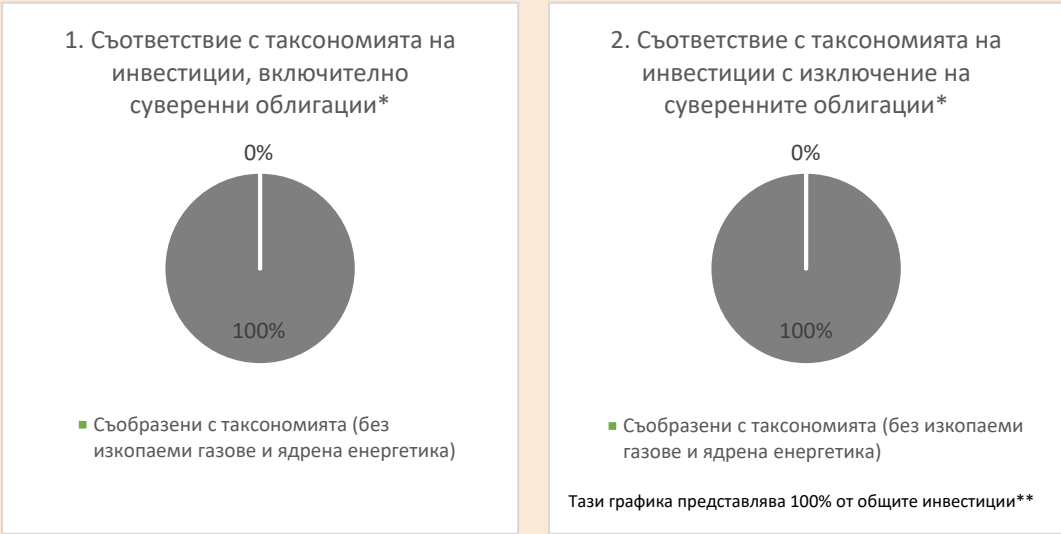 1. Съответствие с таксономията на
инвестиции, включително
суверенни облигации*
0%
100%
■ Съобразени с таксономията (без
изкопаеми газове и ядрена енергетика)
2. Съответствие с таксономията на
инвестиции с изключение на
суверенните облигации*
0%
100%
■ Съобразени с таксономията (без изкопаеми
газове и ядрена енергетика)
Тази графика представлява 100% от общите инвестиции**